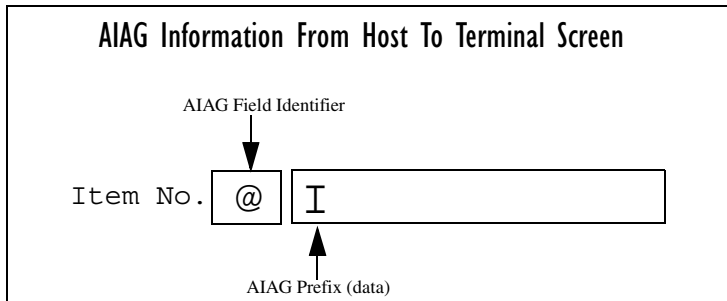 AIAG Information From Host To Terminal Screen
AIAG Field Identifier
Item No. @ I
AIAG Prefix (data)